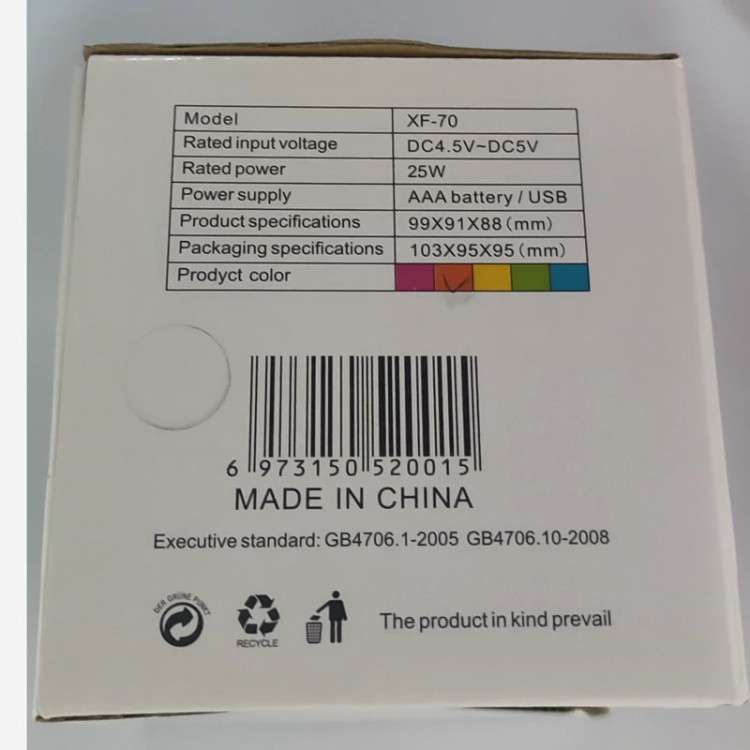 Model XF-70
Rated input voltage DC4.5V~DC5V
Rated power 25W
Power supply AAA battery / USB
Product specifications 99X91X88(mm)
Packaging specifications 103X95X95(mm)
Prodyct color
6 973150 520015
MADE IN CHINA
Executive standard: GB4706.1-2005 GB4706.10-2008
DER GRÜNE PUNKT
RECYCLE
The product in kind prevail